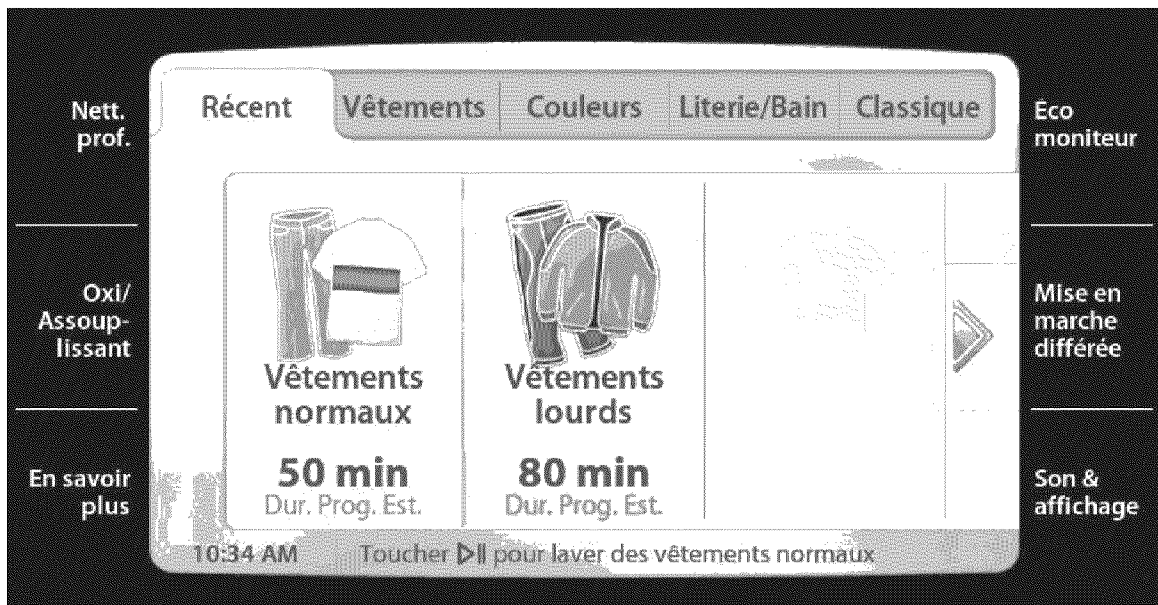 Nett.
prof.
Oxi/
Assoup-
lissant
En savoir
plus
Récent
Vêtements
Couleurs
Literie/Bain
Classique
Vêtements
normaux
50 min
Dur. Prog. Est.
Vêtements
lourds
80 min
Dur. Prog. Est.
10:34 AM
Toucher ▷‖ pour laver des vêtements normaux
Eco
moniteur
Mise en
marche
différée
Son &
affichage